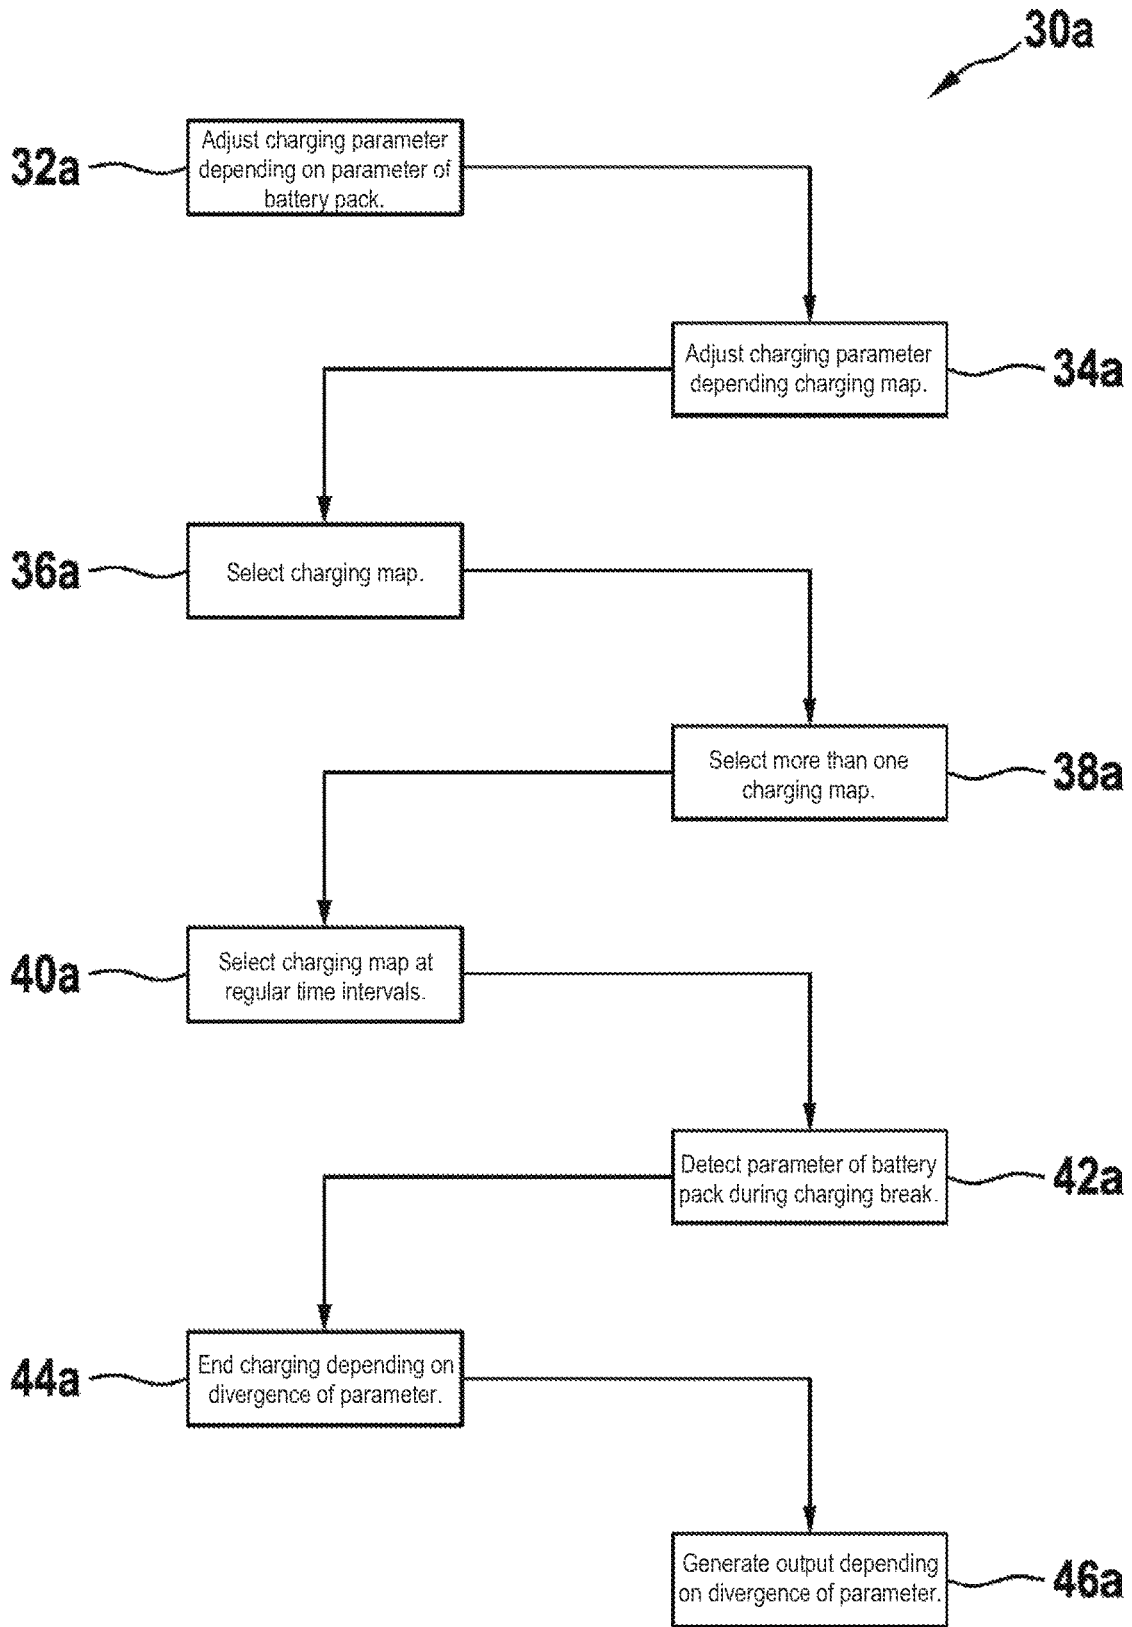 30a
32a
Adjust charging parameter
depending on parameter of
battery pack.
Adjust charging parameter
depending charging map.
34a
36a
Select charging map.
Select more than one
charging map.
38a
40a
Select charging map at
regular time intervals.
Detect parameter of battery
pack during charging break.
42a
44a
End charging depending on
divergence of parameter.
Generate output depending
on divergence of parameter.
46a